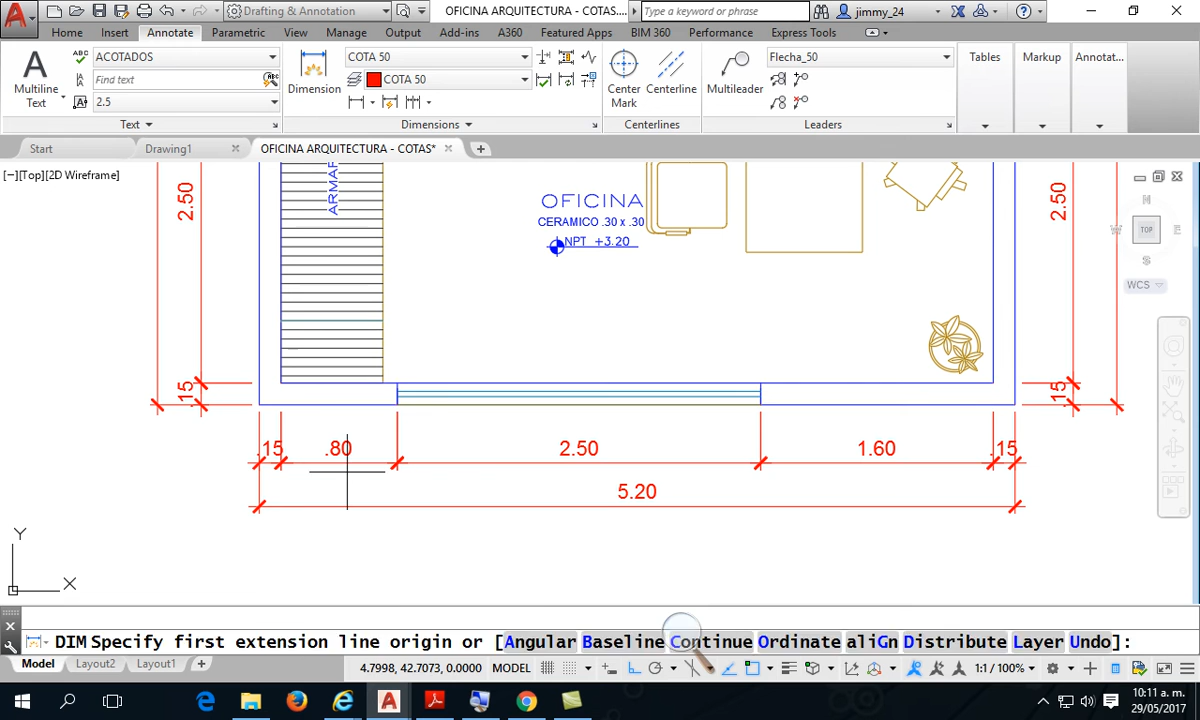 Drafting & Annotation
OFICINA ARQUITECTURA - COTAS....
Type a keyword or phrase
jimmy_24
Home Insert Annotate Parametric View Manage Output Add-ins A360 Featured Apps BIM 360 Performance Express Tools
Multiline Text
ABC
ACOTADOS
Find text
2.5
Dimension
COTA 50
COTA 50
Center Mark
Centerline
Multileader
Flecha_50
Tables
Markup
Annotat...
Text
Dimensions
Centerlines
Leaders
Start
Drawing1
OFICINA ARQUITECTURA - COTAS*
[−][Top][2D Wireframe]
2.50
OFICINA
CERAMICO .30 x .30
NPT +3.20
2.50
N
W
TOP
E
S
WCS
.15
.15
.15 .80 2.50 1.60 .15
5.20
Y
X
DIM Specify first extension line origin or [Angular Baseline Continue Ordinate aliGn Distribute Layer Undo]:
Model Layout2 Layout1
4.7998, 42.7073, 0.0000 MODEL
1:1 / 100%
10:11 a. m.
29/05/2017